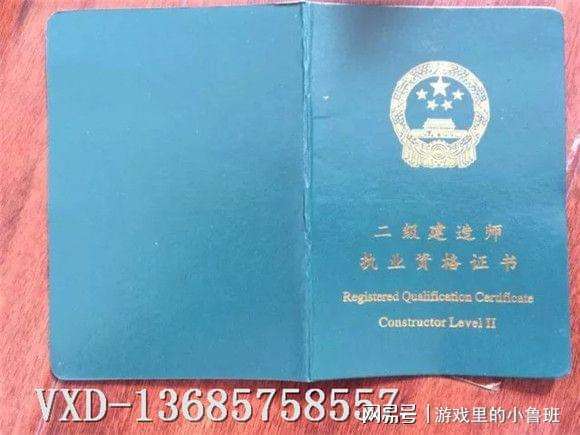 二级建造师
执业资格证书
Registered Qualification Certificate
Constructor Level II
VXD-13685758557
网易号 | 游戏里的小鲁班